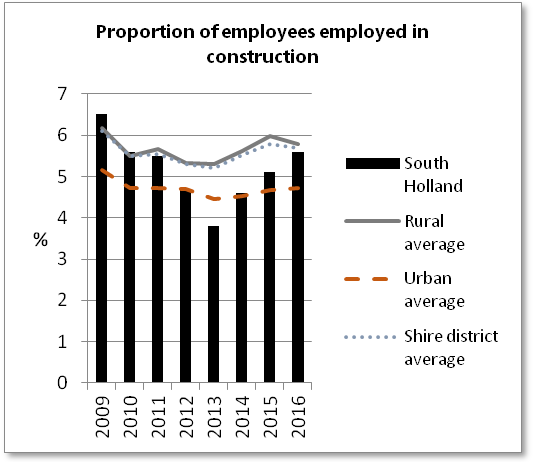 Proportion of employees employed in
construction
7
6
5
4
3
2
1
0
%
2009
2010
2011
2012
2013
2014
2015
2016
South
Holland
Rural
average
Urban
average
Shire district
average